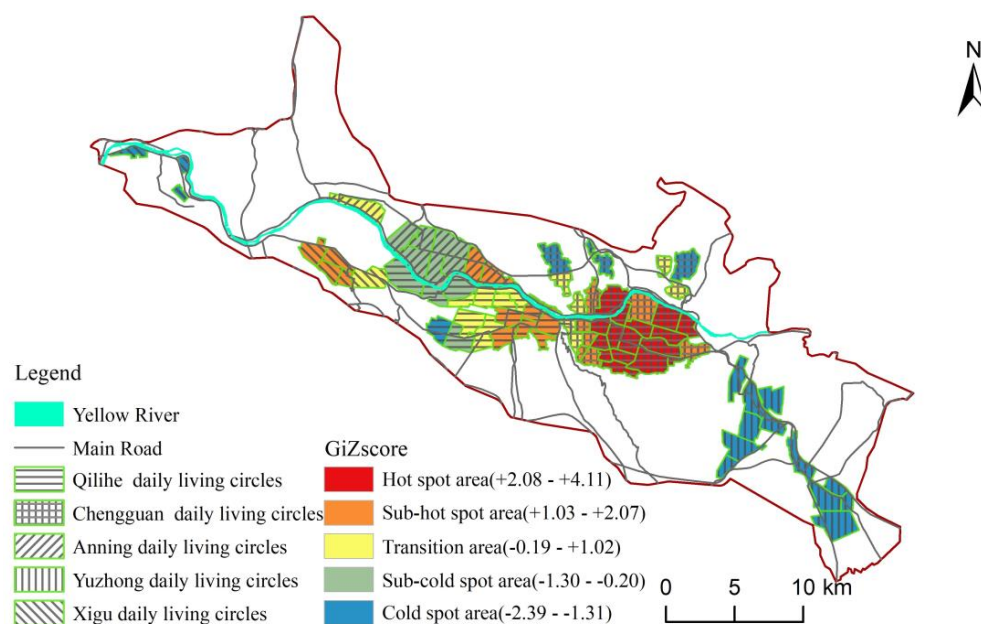 N
Legend
Yellow River
Main Road
Qilihe daily living circles
Chengguan daily living circles
Anning daily living circles
Yuzhong daily living circles
Xigu daily living circles
GiZscore
Hot spot area(+2.08 - +4.11)
Sub-hot spot area(+1.03 - +2.07)
Transition area(-0.19 - +1.02)
Sub-cold spot area(-1.30 - -0.20)
Cold spot area(-2.39 - -1.31)
0 5 10 km